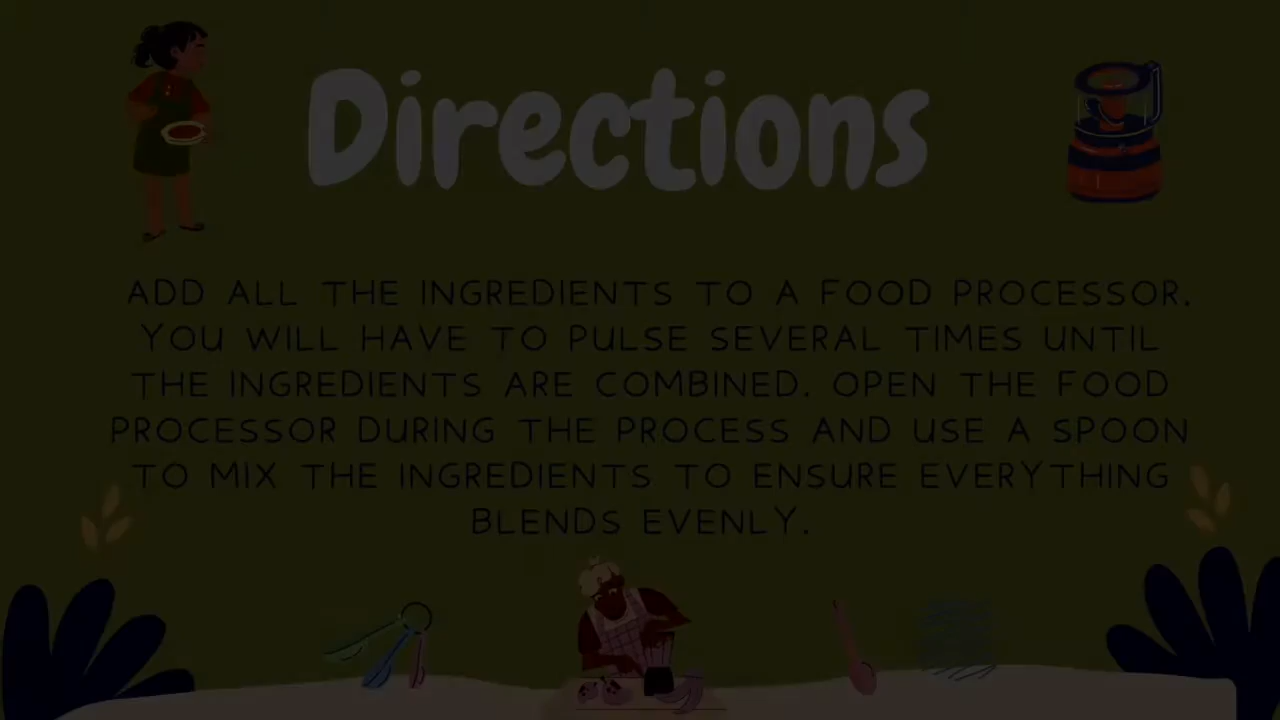 Directions
ADD ALL THE INGREDIENTS TO A FOOD PROCESSOR.
YOU WILL HAVE TO PULSE SEVERAL TIMES UNTIL
THE INGREDIENTS ARE COMBINED. OPEN THE FOOD
PROCESSOR DURING THE PROCESS AND USE A SPOON
TO MIX THE INGREDIENTS TO ENSURE EVERYTHING
BLENDS EVENLY.